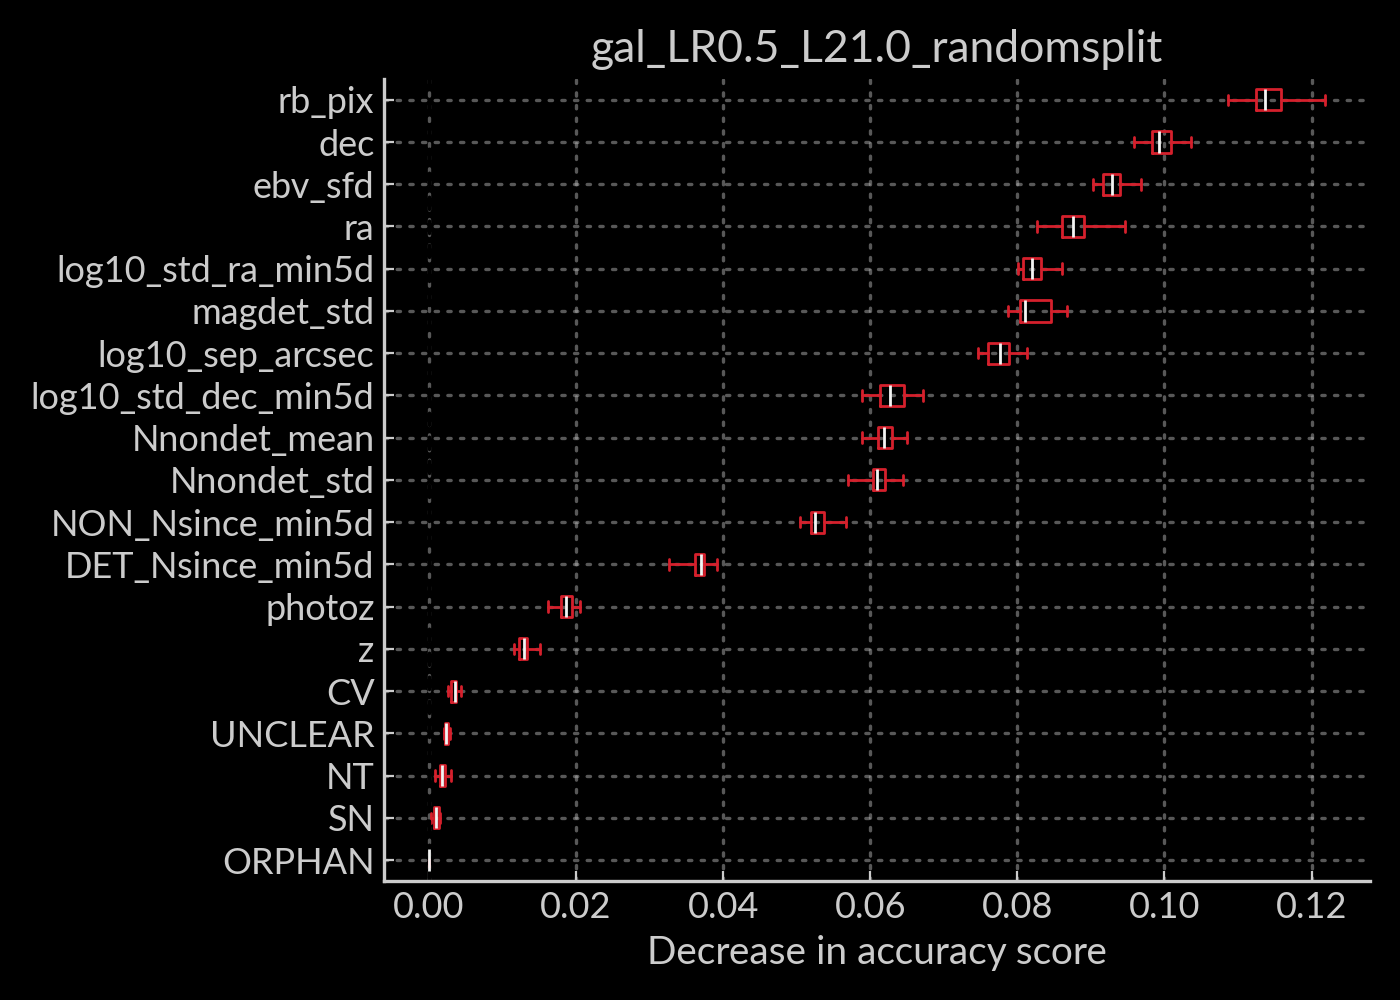 gal_LR0.5_L21.0_randomsplit
rb_pix
dec
ebv_sfd
ra
log10_std_ra_min5d
magdet_std
log10_sep_arcsec
log10_std_dec_min5d
Nnondet_mean
Nnondet_std
NON_Nsince_min5d
DET_Nsince_min5d
photoz
z
CV
UNCLEAR
NT
SN
ORPHAN
0.00 0.02 0.04 0.06 0.08 0.10 0.12
Decrease in accuracy score